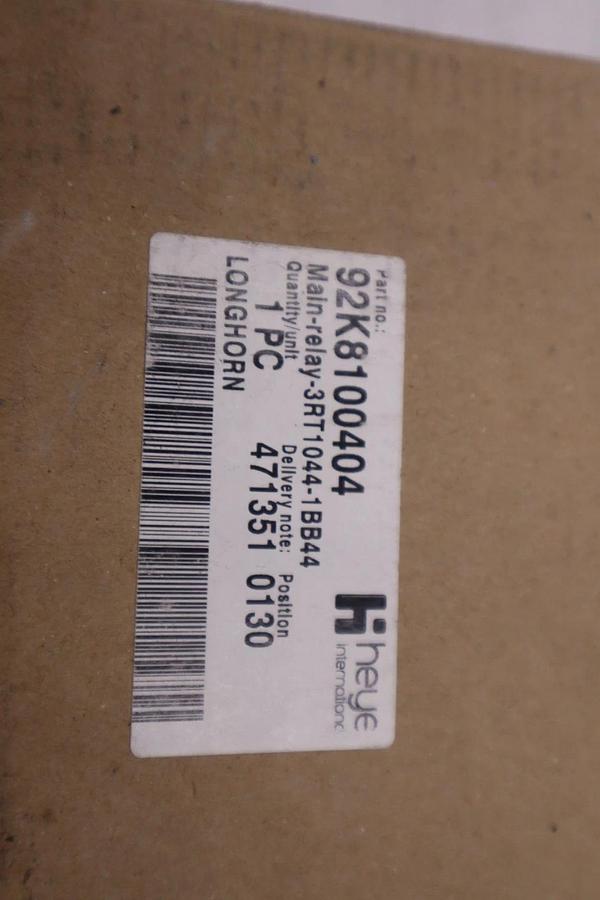 Part no.:
92K8100404
Main-relay-3RT1044-1BB44
Quantity/unit
1 PC
Delivery note:
471351
Position
0130
LONGHORN
heye
international